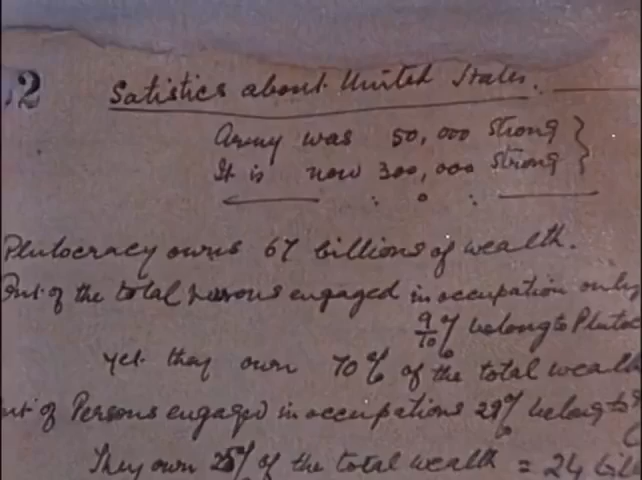 2
Satistics about United States.
Army was 50,000 strong
It is now 300,000 strong
Plutocracy owns 67 billions of wealth.
Out of the total persons engaged in occupation only
9/10 % belong to Plutoc
yet they own 70% of the total wealth
ut of Persons engaged in occupations 29% belong to
They own 25% of the total wealth = 24 bill